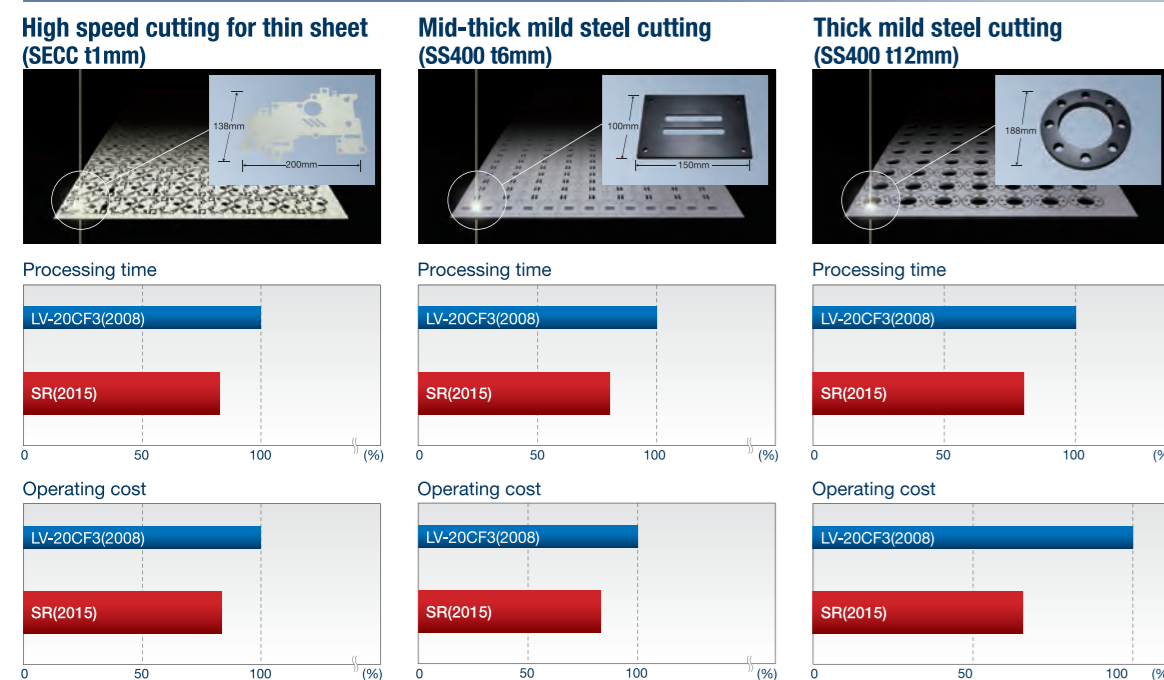 High speed cutting for thin sheet
(SECC t1mm)
138mm
200mm
Processing time
LV-20CF3(2008)
SR(2015)
0 50 100 (%)
Operating cost
LV-20CF3(2008)
SR(2015)
0 50 100 (%)
Mid-thick mild steel cutting
(SS400 t6mm)
100mm
150mm
Processing time
LV-20CF3(2008)
SR(2015)
0 50 100 (%)
Operating cost
LV-20CF3(2008)
SR(2015)
0 50 100 (%)
Thick mild steel cutting
(SS400 t12mm)
188mm
Processing time
LV-20CF3(2008)
SR(2015)
0 50 100 (%
Operating cost
LV-20CF3(2008)
SR(2015)
0 50 100 (%